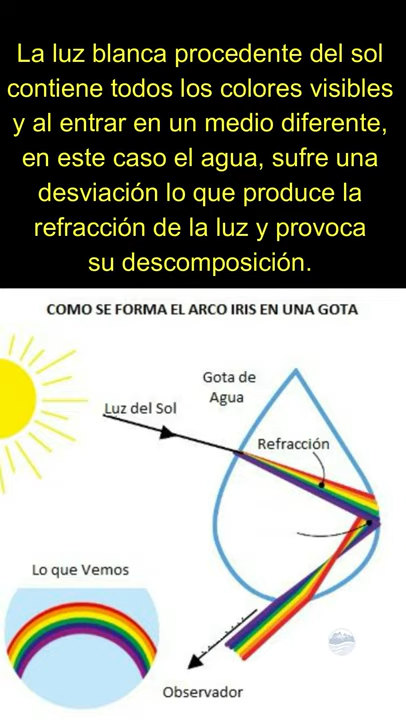 La luz blanca procedente del sol
contiene todos los colores visibles
y al entrar en un medio diferente,
en este caso el agua, sufre una
desviación lo que produce la
refracción de la luz y provoca
su descomposición.
COMO SE FORMA EL ARCO IRIS EN UNA GOTA
Gota de
Agua
Luz del Sol
Refracción
Lo que Vemos
Observador